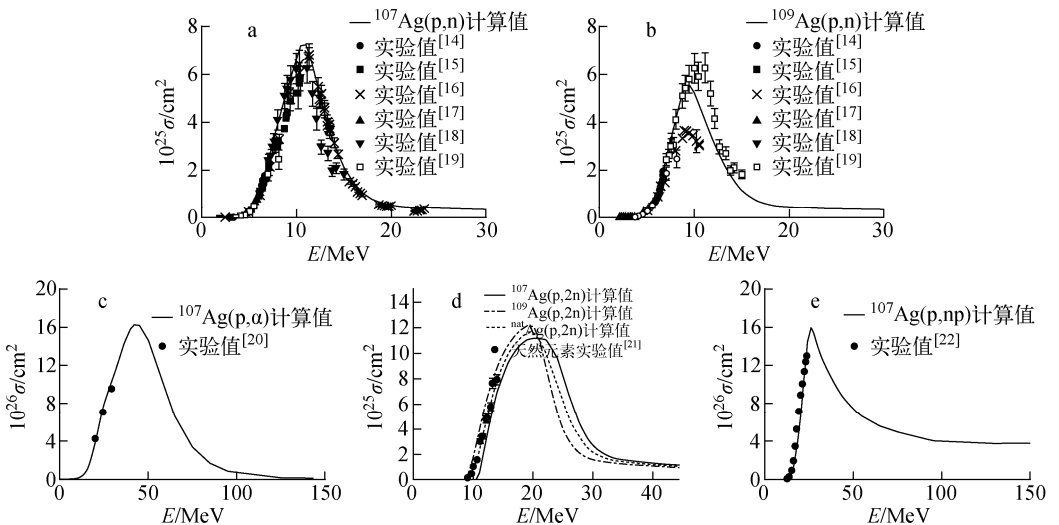 a
¹⁰⁷Ag(p,n)计算值
实验值[14]
实验值[15]
实验值[16]
实验值[17]
实验值[18]
实验值[19]
10²⁵σ/cm²
8
6
4
2
0
0 10 20 30
E/MeV
b
¹⁰⁹Ag(p,n)计算值
实验值[14]
实验值[15]
实验值[16]
实验值[17]
实验值[18]
实验值[19]
10²⁵σ/cm²
8
6
4
2
0
0 10 20 30
E/MeV
c
¹⁰⁷Ag(p,α)计算值
实验值[20]
10²⁶σ/cm²
20
16
12
8
4
0
0 50 100 150
E/MeV
d
¹⁰⁷Ag(p,2n)计算值
¹⁰⁹Ag(p,2n)计算值
ⁿᵃᵗAg(p,2n)计算值
天然元素实验值[21]
10²⁵σ/cm²
14
12
10
8
6
4
2
0
0 10 20 30 40
E/MeV
e
¹⁰⁷Ag(p,np)计算值
实验值[22]
10²⁶σ/cm²
20
16
12
8
4
0
0 50 100 150
E/MeV